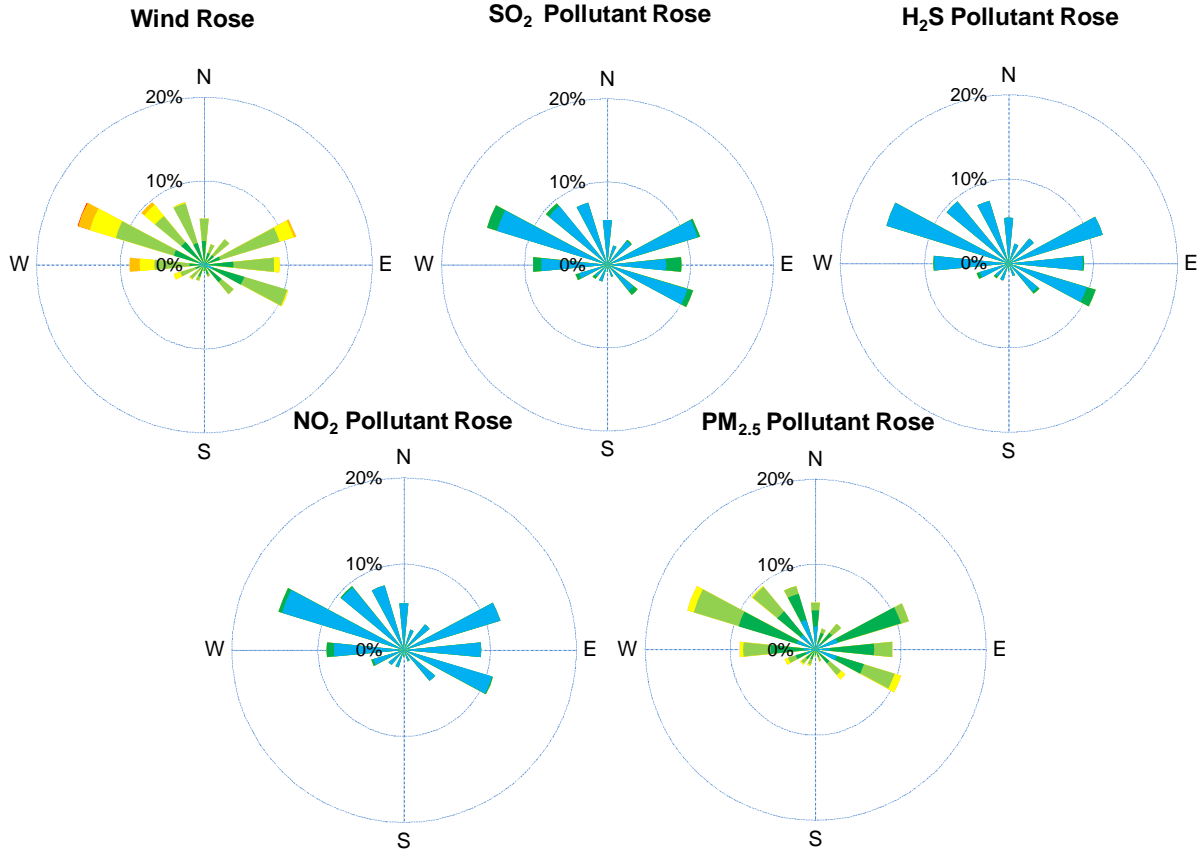 Wind Rose
SO₂ Pollutant Rose
H₂S Pollutant Rose
N
20%
10%
0%
W
E
S
N
20%
10%
0%
W
E
S
N
20%
10%
0%
W
E
S
NO₂ Pollutant Rose
PM₂.₅ Pollutant Rose
N
20%
10%
0%
W
E
S
N
20%
10%
0%
W
E
S